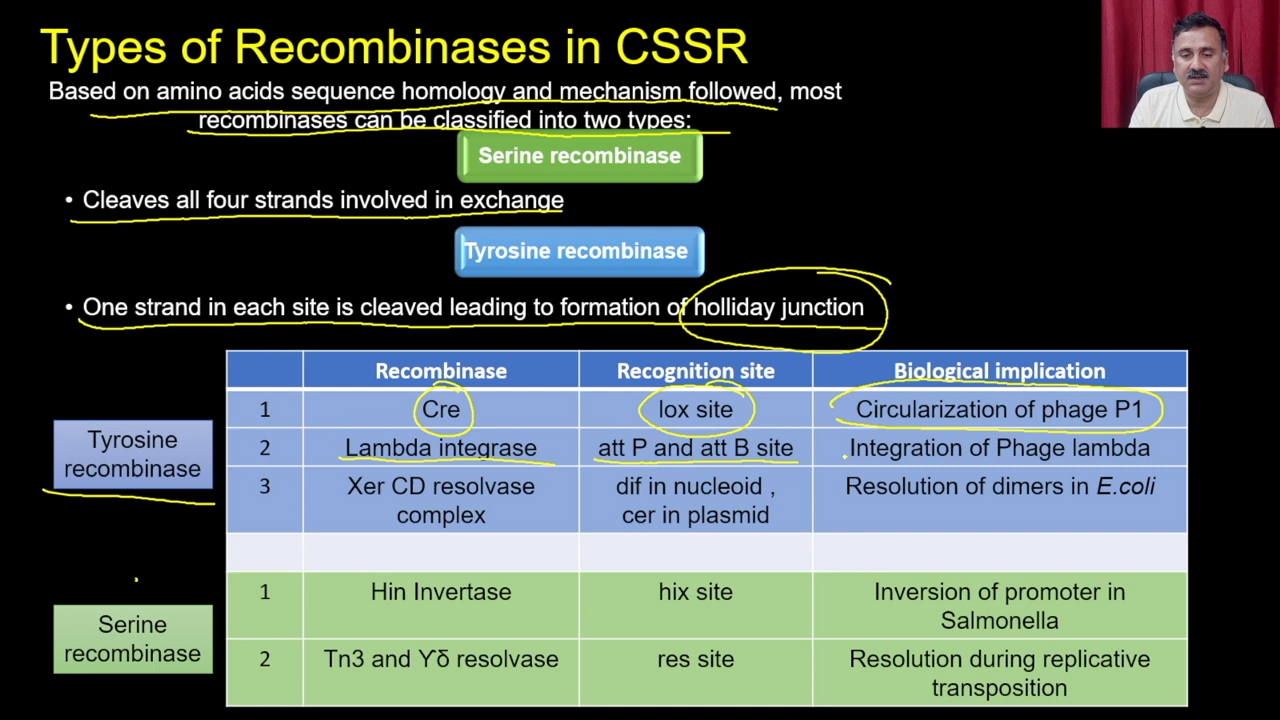 Types of Recombinases in CSSR
Based on amino acids sequence homology and mechanism followed, most
recombinases can be classified into two types:
Serine recombinase
• Cleaves all four strands involved in exchange
Tyrosine recombinase
• One strand in each site is cleaved leading to formation of holliday junction
Recombinase Recognition site Biological implication
Tyrosine
recombinase
1 Cre lox site Circularization of phage P1
2 Lambda integrase att P and att B site Integration of Phage lambda
3 Xer CD resolvase dif in nucleoid , Resolution of dimers in E.coli
complex cer in plasmid
Serine
recombinase
1 Hin Invertase hix site Inversion of promoter in
Salmonella
2 Tn3 and ϒδ resolvase res site Resolution during replicative
transposition